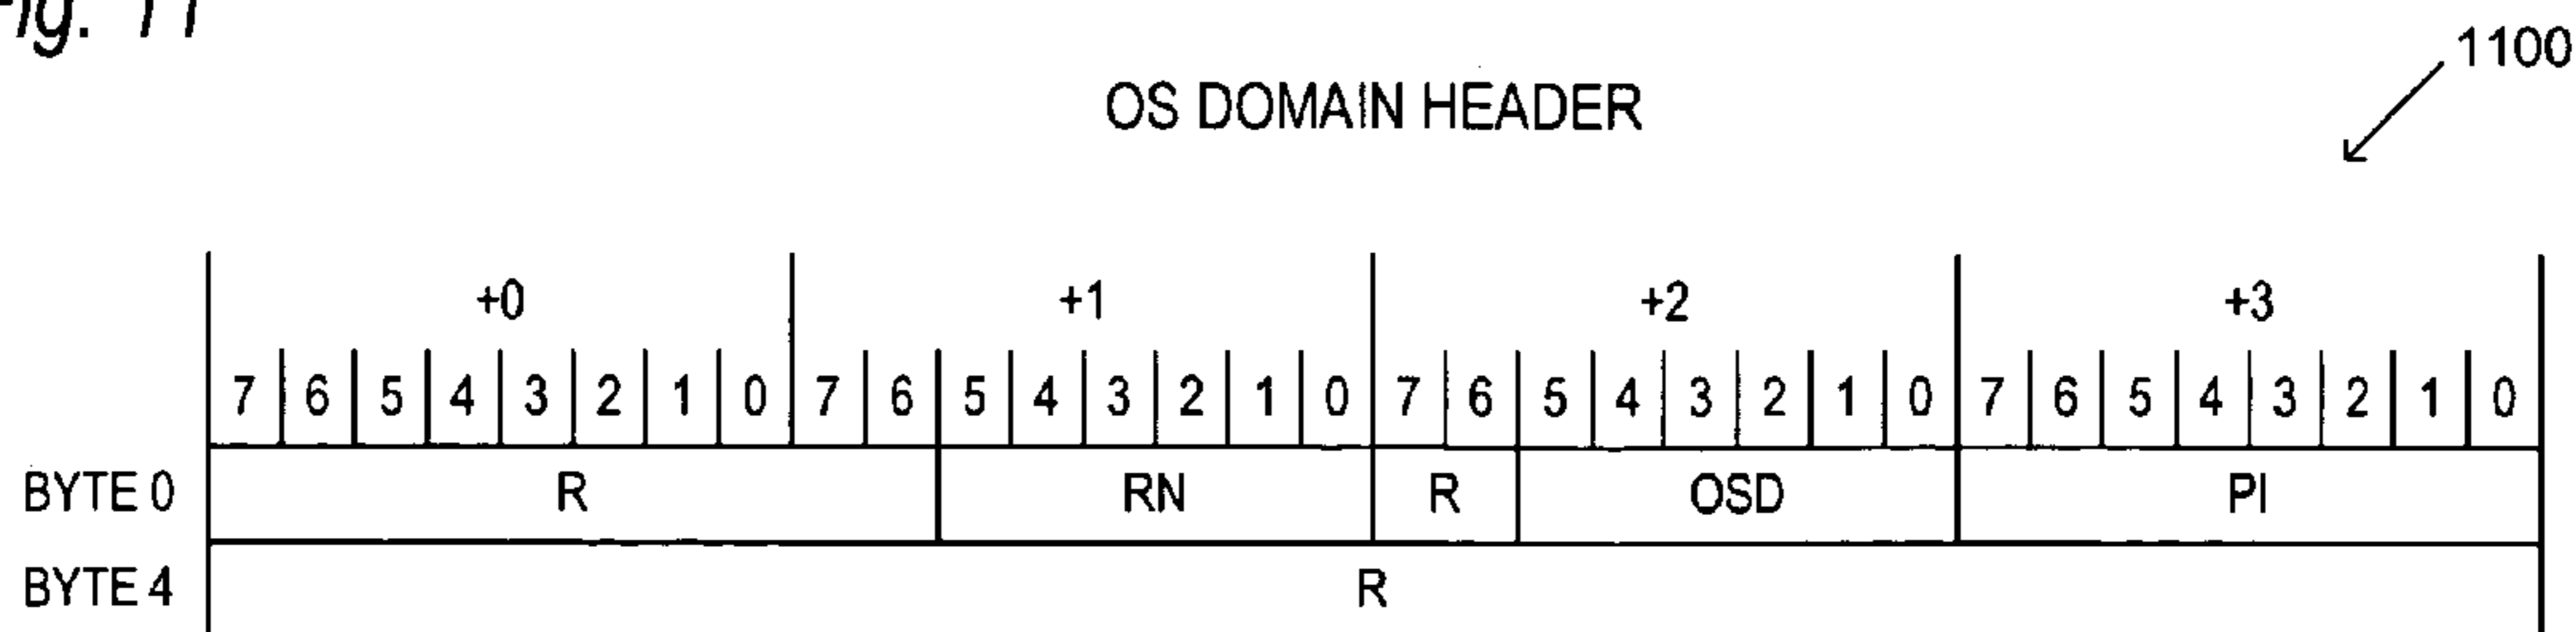 Fig. 11
1100
OS DOMAIN HEADER
+0 +1 +2 +3
7 6 5 4 3 2 1 0 7 6 5 4 3 2 1 0 7 6 5 4 3 2 1 0 7 6 5 4 3 2 1 0
BYTE 0 R RN R OSD PI
BYTE 4 R